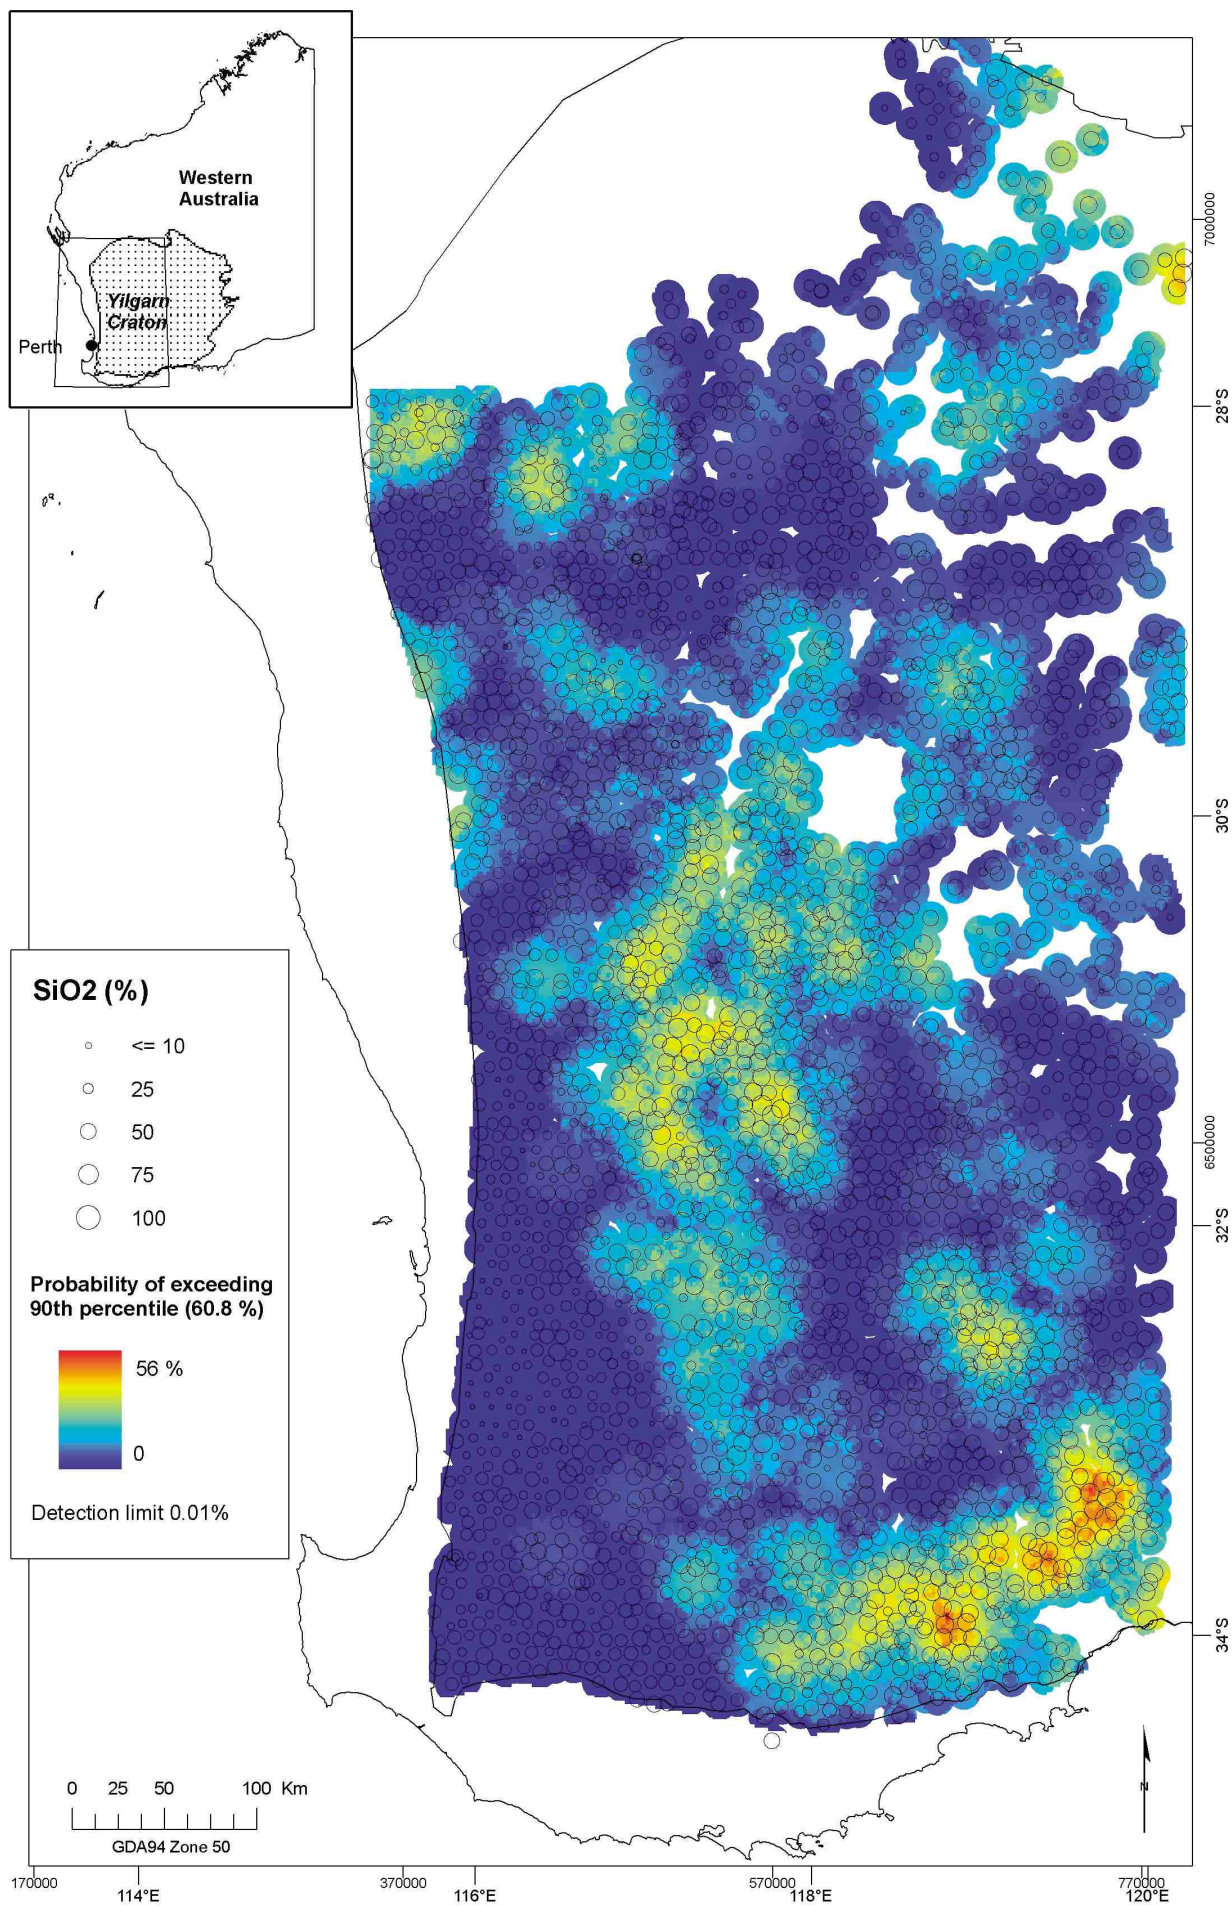 Western
Australia
Yilgarn
Craton
Perth
7000000
28°S
30°S
6500000
32°S
34°S
SiO2 (%)
<= 10
25
50
75
100
Probability of exceeding
90th percentile (60.8 %)
56 %
0
Detection limit 0.01%
0 25 50 100 Km
GDA94 Zone 50
N
170000 370000 570000 770000
114°E 116°E 118°E 120°E